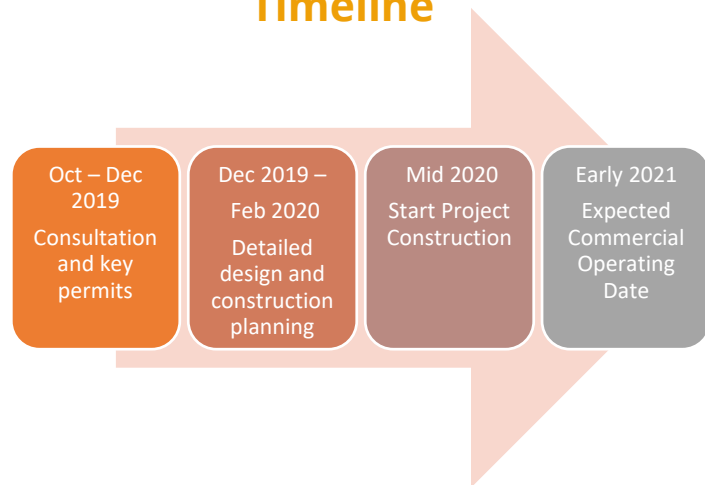 Timeline
Oct – Dec
2019
Consultation
and key
permits
Dec 2019 –
Feb 2020
Detailed
design and
construction
planning
Mid 2020
Start Project
Construction
Early 2021
Expected
Commercial
Operating
Date